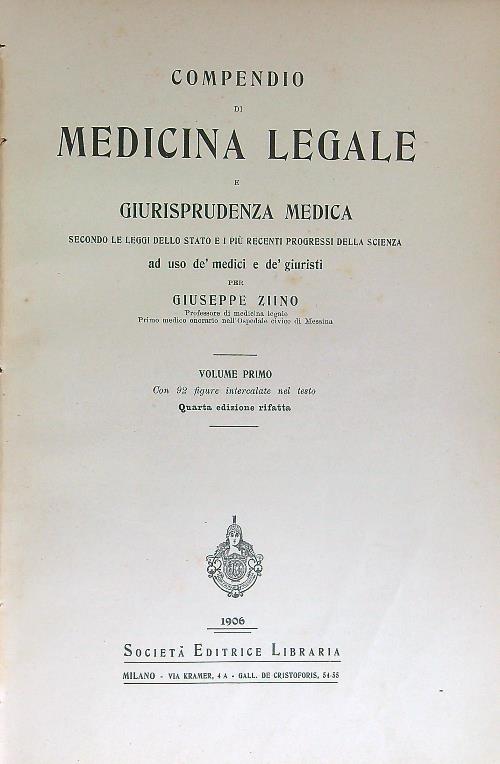 COMPENDIO
DI
MEDICINA LEGALE
E
GIURISPRUDENZA MEDICA
SECONDO LE LEGGI DELLO STATO E I PIÙ RECENTI PROGRESSI DELLA SCIENZA
ad uso de' medici e de' giuristi
PER
GIUSEPPE ZIINO
Professore di medicina legale
Primo medico onorario nell'Ospedale civico di Messina
VOLUME PRIMO
Con 92 figure intercalate nel testo
Quarta edizione rifatta
1906
SOCIETÀ EDITRICE LIBRARIA
MILANO - VIA KRAMER, 4 A - GALL. DE CRISTOFORIS, 54-55